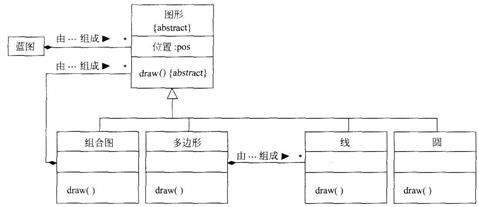 图形
{abstract}
蓝图
由 … 组成 ▶ *
位置 :pos
由 … 组成 ▶ *
draw() {abstract}
组合图
多边形
由 … 组成 ▶ *
线
圆
draw( )
draw( )
draw( )
draw( )